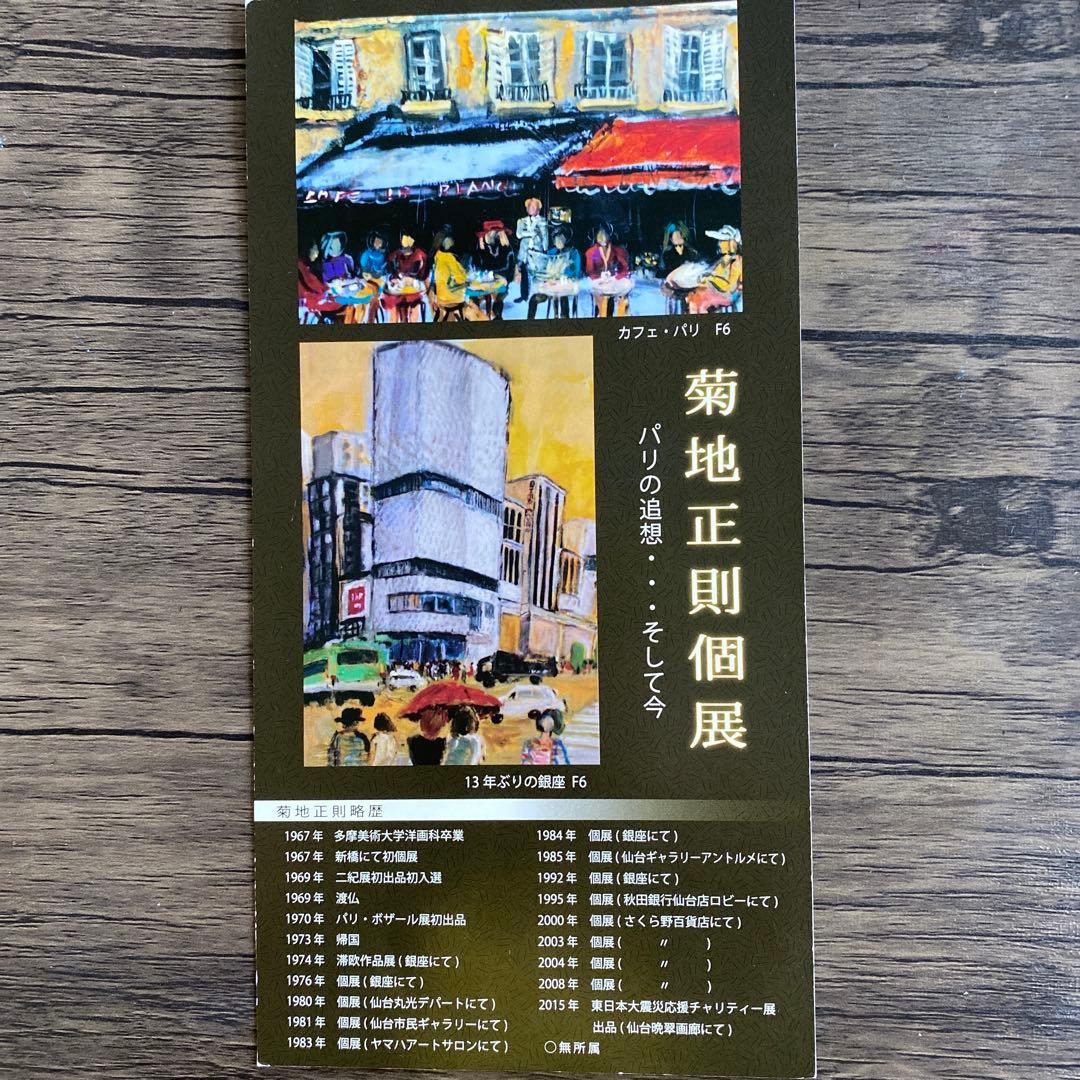 CAFE
カフェ・パリ F6
菊地正則個展
パリの追想・・・そして今
13年ぶりの銀座 F6
菊地正則略歴
1967年 多摩美術大学洋画科卒業
1967年 新橋にて初個展
1969年 二紀展初出品初入選
1969年 渡仏
1970年 パリ・ボザール展初出品
1973年 帰国
1974年 滞欧作品展(銀座にて)
1976年 個展(銀座にて)
1980年 個展(仙台丸光デパートにて)
1981年 個展(仙台市民ギャラリーにて)
1983年 個展(ヤマハアートサロンにて)
1984年 個展(銀座にて)
1985年 個展(仙台ギャラリーアントルメにて)
1992年 個展(銀座にて)
1995年 個展(秋田銀行仙台店ロビーにて)
2000年 個展(さくら野百貨店にて)
2003年 個展( 〃 )
2004年 個展( 〃 )
2008年 個展( 〃 )
2015年 東日本大震災応援チャリティー展
出品(仙台晩翠画廊にて)
○無所属